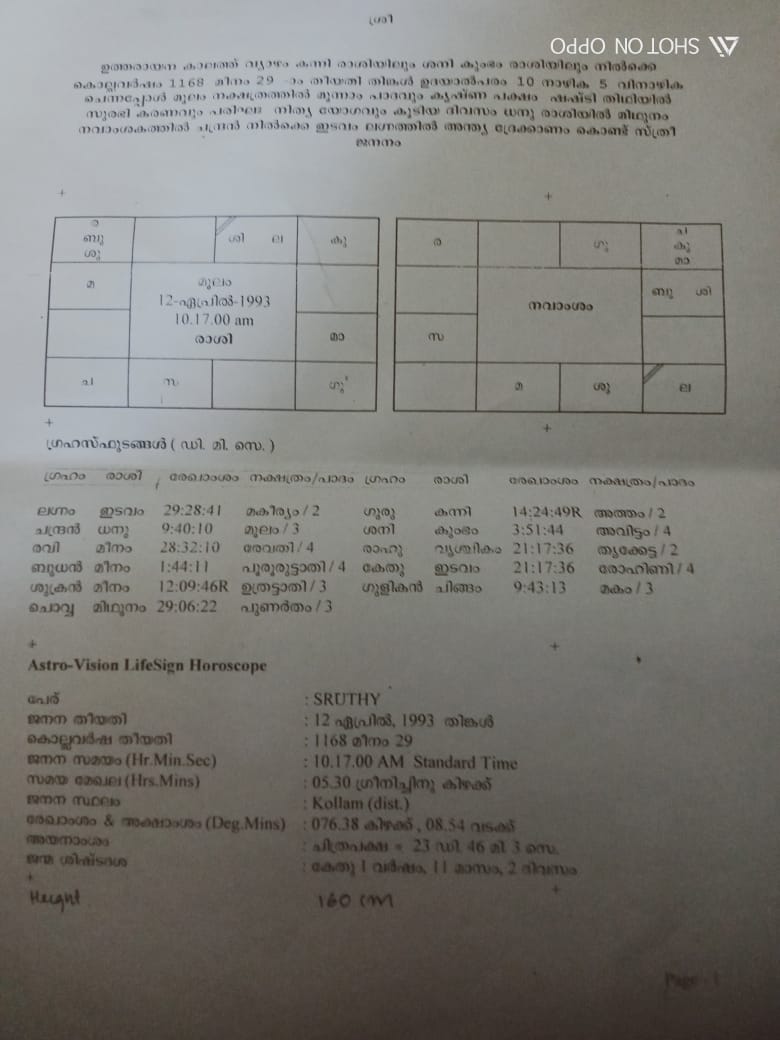 ശ്രീ
SHOT ON OPPO
ഉത്തരായന കാലത്ത് വ്യാഴം കന്നി രാശിയിലും ശനി കുംഭം രാശിയിലും നിൽക്കെ
കൊല്ലവർഷം 1168 മീനം 29 -ാം തിയതി തിങ്കൾ ഉദയാൽപരം 10 നാഴിക 5 വിനാഴിക
ചെന്നപ്പോൾ മൂലം നക്ഷത്രത്തിൽ മൂന്നാം പാദവും കൃഷ്ണ പക്ഷം ഷഷ്ടി തിഥിയിൽ
സുരഭി കരണവും പരിഘ നിത്യ യോഗവും കൂടിയ ദിവസം ധനു രാശിയിൽ മിഥുനം
നവാംശകത്തിൽ ചന്ദ്രൻ നിൽക്കെ ഇടവം ലഗ്നത്തിൽ അന്ത്യ ദ്രേക്കാണം കൊണ്ട് സ്ത്രീ
ജനനം
ര
ബു
ശു
ശി ല
കു
മ
മാ
ച
സ
ഗു
മൂലം
12-ഏപ്രിൽ-1993
10.17.00 am
രാശി
ര
ഗു
ച
കു
മാ
ബു ശി
സ
മ
ശു
ല
നവാംശം
ഗ്രഹസ്ഫുടങ്ങൾ ( ഡി. മി. സെ. )
ഗ്രഹം രാശി രേഖാംശം നക്ഷത്രം/പാദം ഗ്രഹം രാശി രേഖാംശം നക്ഷത്രം/പാദം
ലഗ്നം ഇടവം 29:28:41 മകീര്യം / 2 ഗുരു കന്നി 14:24:49R അത്തം / 2
ചന്ദ്രൻ ധനു 9:40:10 മൂലം / 3 ശനി കുംഭം 3:51:44 അവിട്ടം / 4
രവി മീനം 28:32:10 രേവതി / 4 രാഹു വൃശ്ചികം 21:17:36 തൃക്കേട്ട / 2
ബുധൻ മീനം 1:44:11 പൂരുരുട്ടാതി / 4 കേതു ഇടവം 21:17:36 രോഹിണി / 4
ശുക്രൻ മീനം 12:09:46R ഉത്രട്ടാതി / 3 ഗുളികൻ ചിങ്ങം 9:43:13 മകം / 3
ചൊവ്വ മിഥുനം 29:06:22 പുണർതം / 3
Astro-Vision LifeSign Horoscope
പേര് : SRUTHY
ജനന തിയതി : 12 ഏപ്രിൽ, 1993 തിങ്കൾ
കൊല്ലവർഷ തിയതി : 1168 മീനം 29
ജനന സമയം (Hr.Min.Sec) : 10.17.00 AM Standard Time
സമയ മേഖല (Hrs.Mins) : 05.30 ഗ്രീനിച്ചിനു കിഴക്ക്
ജനന സ്ഥലം : Kollam (dist.)
രേഖാംശം & അക്ഷാംശം (Deg.Mins) : 076.38 കിഴക്ക് , 08.54 വടക്ക്
അയനാംശം : ചിത്രപക്ഷ = 23 ഡി. 46 മി. 3 സെ.
ജന്മ ശിഷ്ടദശ : കേതു 1 വർഷം, 11 മാസം, 2 ദിവസം
Height 160 cm
Page - 1